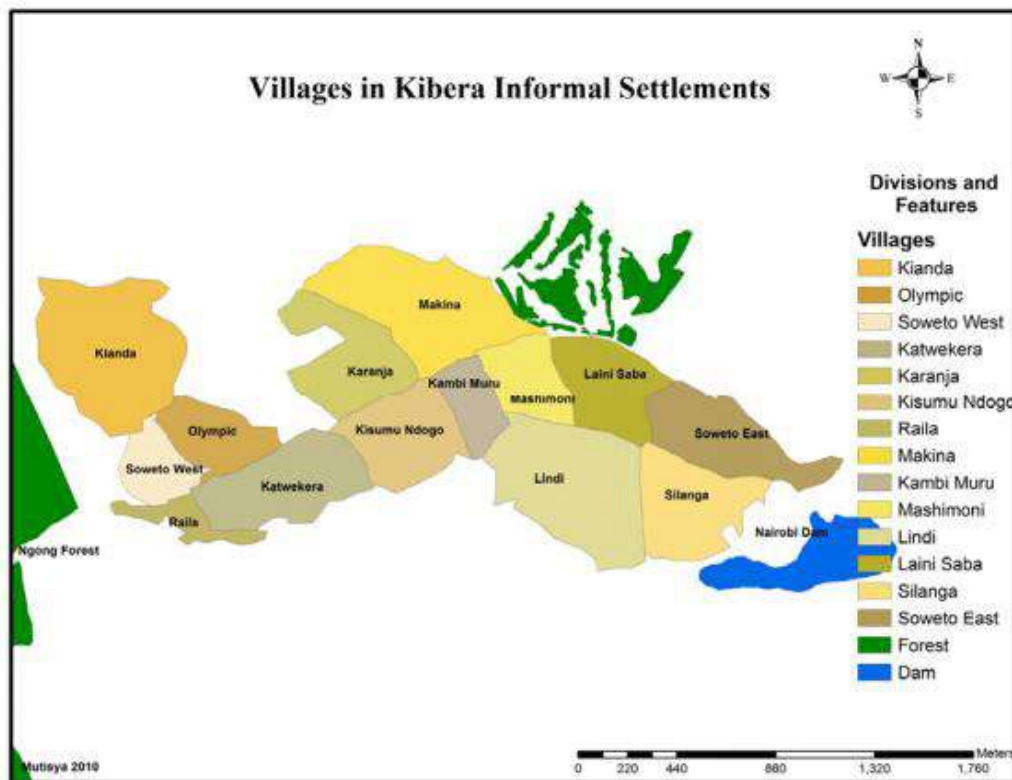 N
W E
S
Villages in Kibera Informal Settlements
Divisions and
Features
Villages
Kianda
Olympic
Soweto West
Katwekera
Karanja
Kisumu Ndogo
Raila
Makina
Kambi Muru
Mashimoni
Lindi
Laini Saba
Silanga
Soweto East
Forest
Dam
Makina
Kianda
Karanja
Kambi Muru
Laini Saba
Mashimoni
Olympic
Kisumu Ndogo
Soweto East
Soweto West
Lindi
Katwekera
Silanga
Raila
Nairobi Dam
Ngong Forest
Mutisya 2010
Meters
0 220 440 880 1,320 1,760